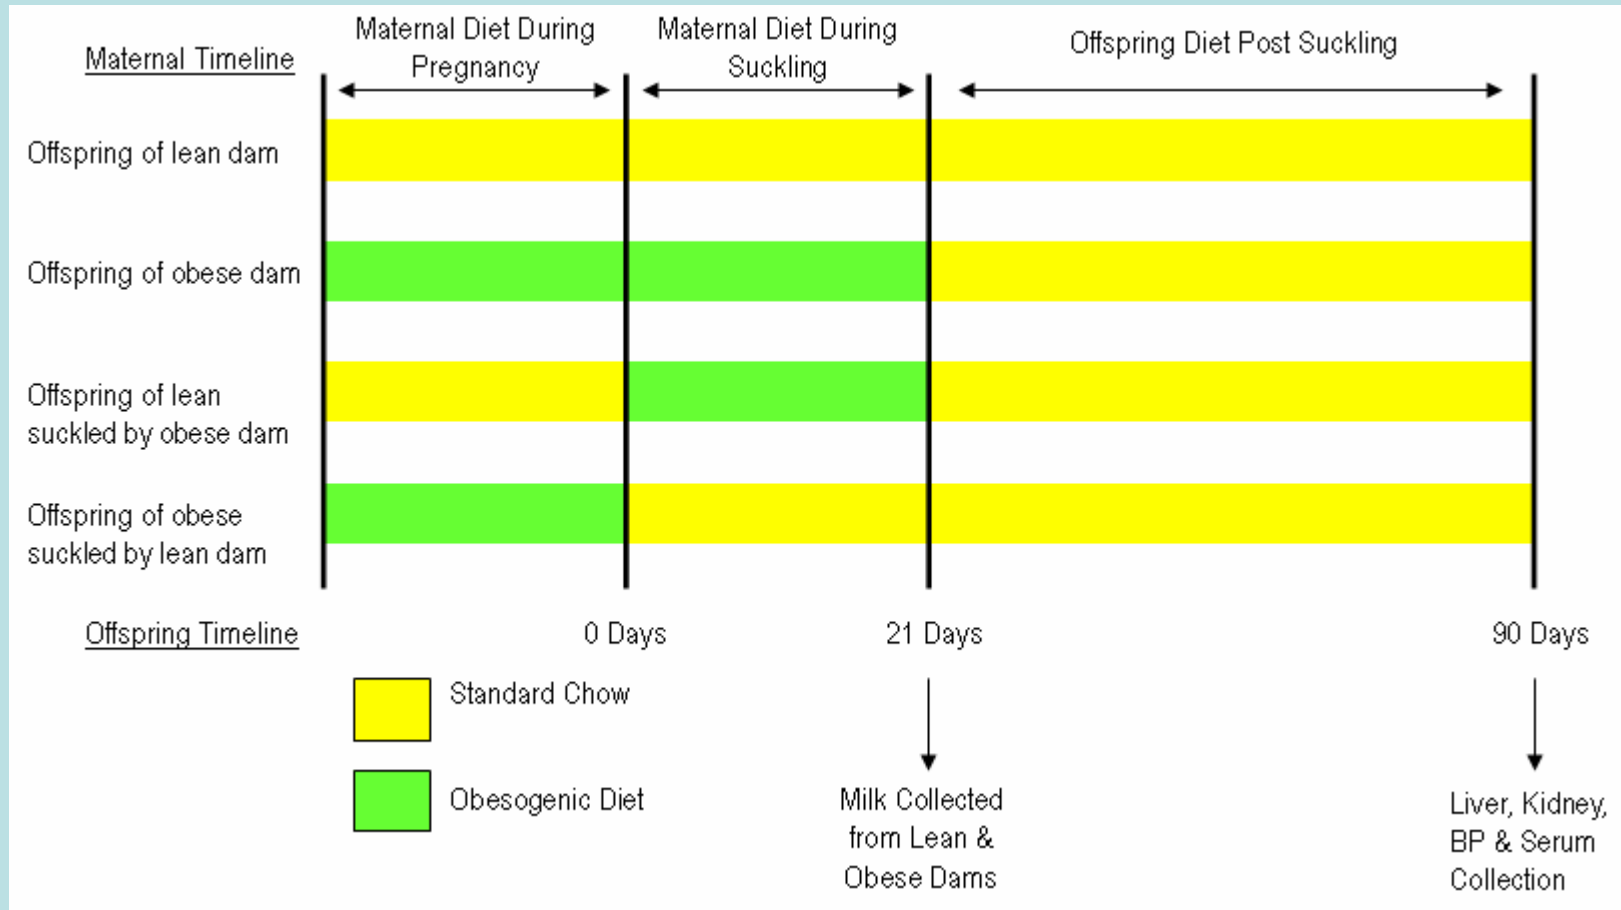 Maternal Timeline
Maternal Diet During
Pregnancy
Maternal Diet During
Suckling
Offspring Diet Post Suckling
Offspring of lean dam
Offspring of obese dam
Offspring of lean
suckled by obese dam
Offspring of obese
suckled by lean dam
Offspring Timeline
0 Days
21 Days
90 Days
Standard Chow
Obesogenic Diet
Milk Collected
from Lean &
Obese Dams
Liver, Kidney,
BP & Serum
Collection